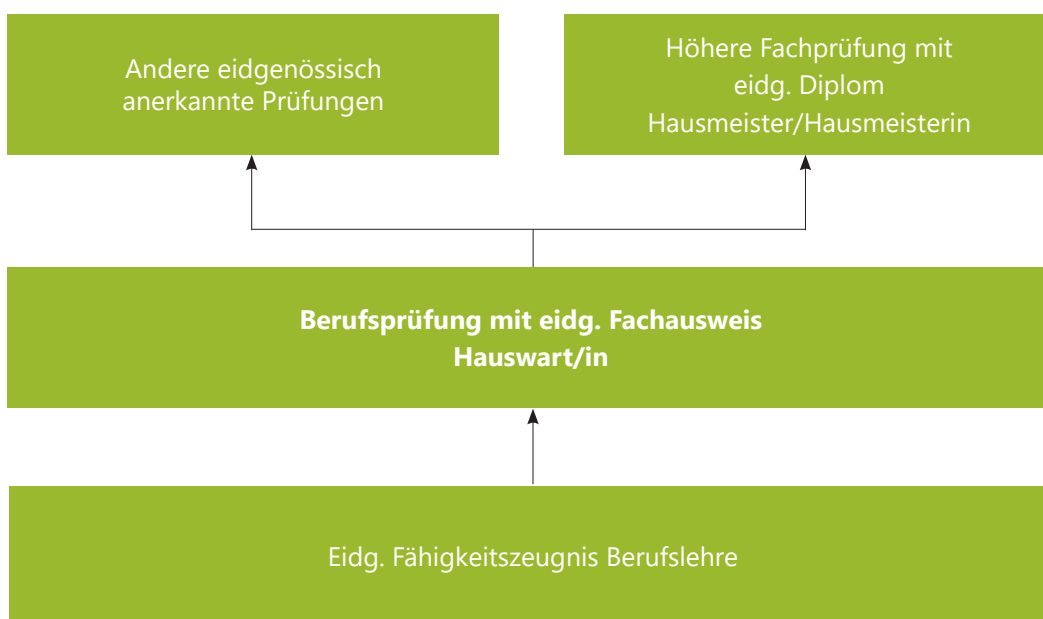 Andere eidgenössisch
anerkannte Prüfungen
Höhere Fachprüfung mit
eidg. Diplom
Hausmeister/Hausmeisterin
Berufsprüfung mit eidg. Fachausweis
Hauswart/in
Eidg. Fähigkeitszeugnis Berufslehre